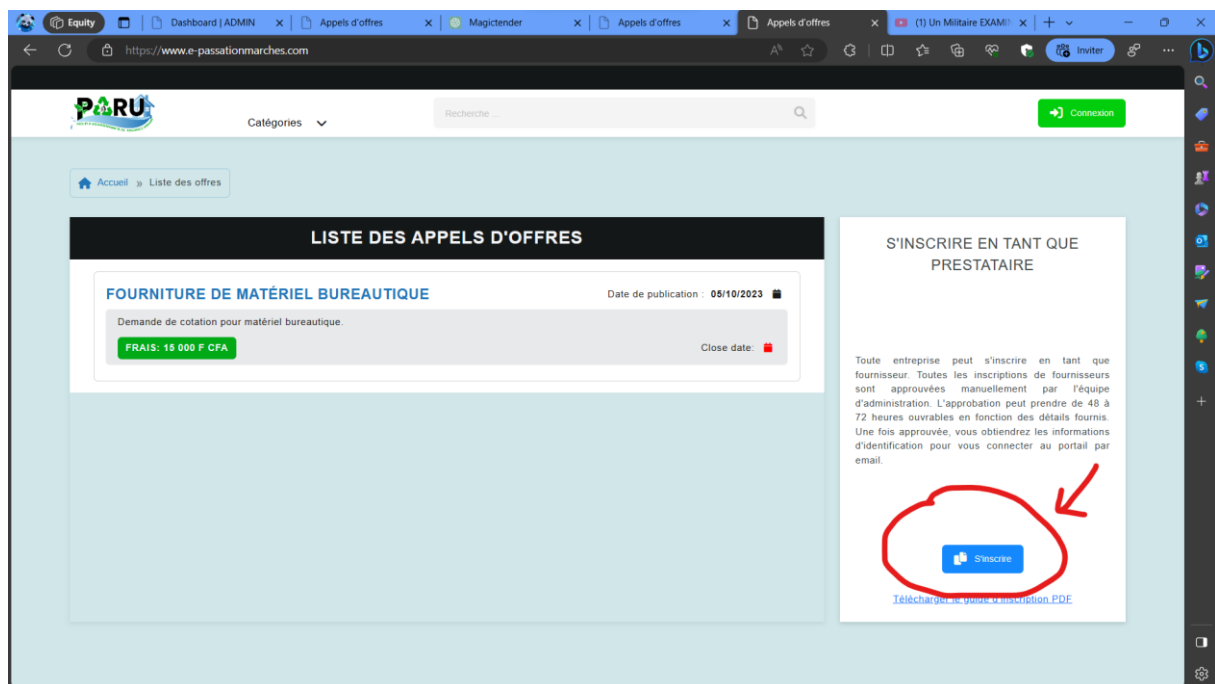 Equity
Dashboard | ADMIN
Appels d'offres
Magictender
Appels d'offres
Appels d'offres
(1) Un Militaire EXAMI
https://www.e-passationmarches.com
Inviter
PARU
Catégories
Recherche ...
Connexion
Accueil » Liste des offres
LISTE DES APPELS D'OFFRES
FOURNITURE DE MATÉRIEL BUREAUTIQUE
Date de publication : 05/10/2023
Demande de cotation pour matériel bureautique.
FRAIS: 15 000 F CFA
Close date:
S'INSCRIRE EN TANT QUE
PRESTATAIRE
Toute entreprise peut s'inscrire en tant que
fournisseur. Toutes les inscriptions de fournisseurs
sont approuvées manuellement par l'équipe
d'administration. L'approbation peut prendre de 48 à
72 heures ouvrables en fonction des détails fournis.
Une fois approuvée, vous obtiendrez les informations
d'identification pour vous connecter au portail par
email.
S'inscrire
Télécharger le guide d'inscription PDF